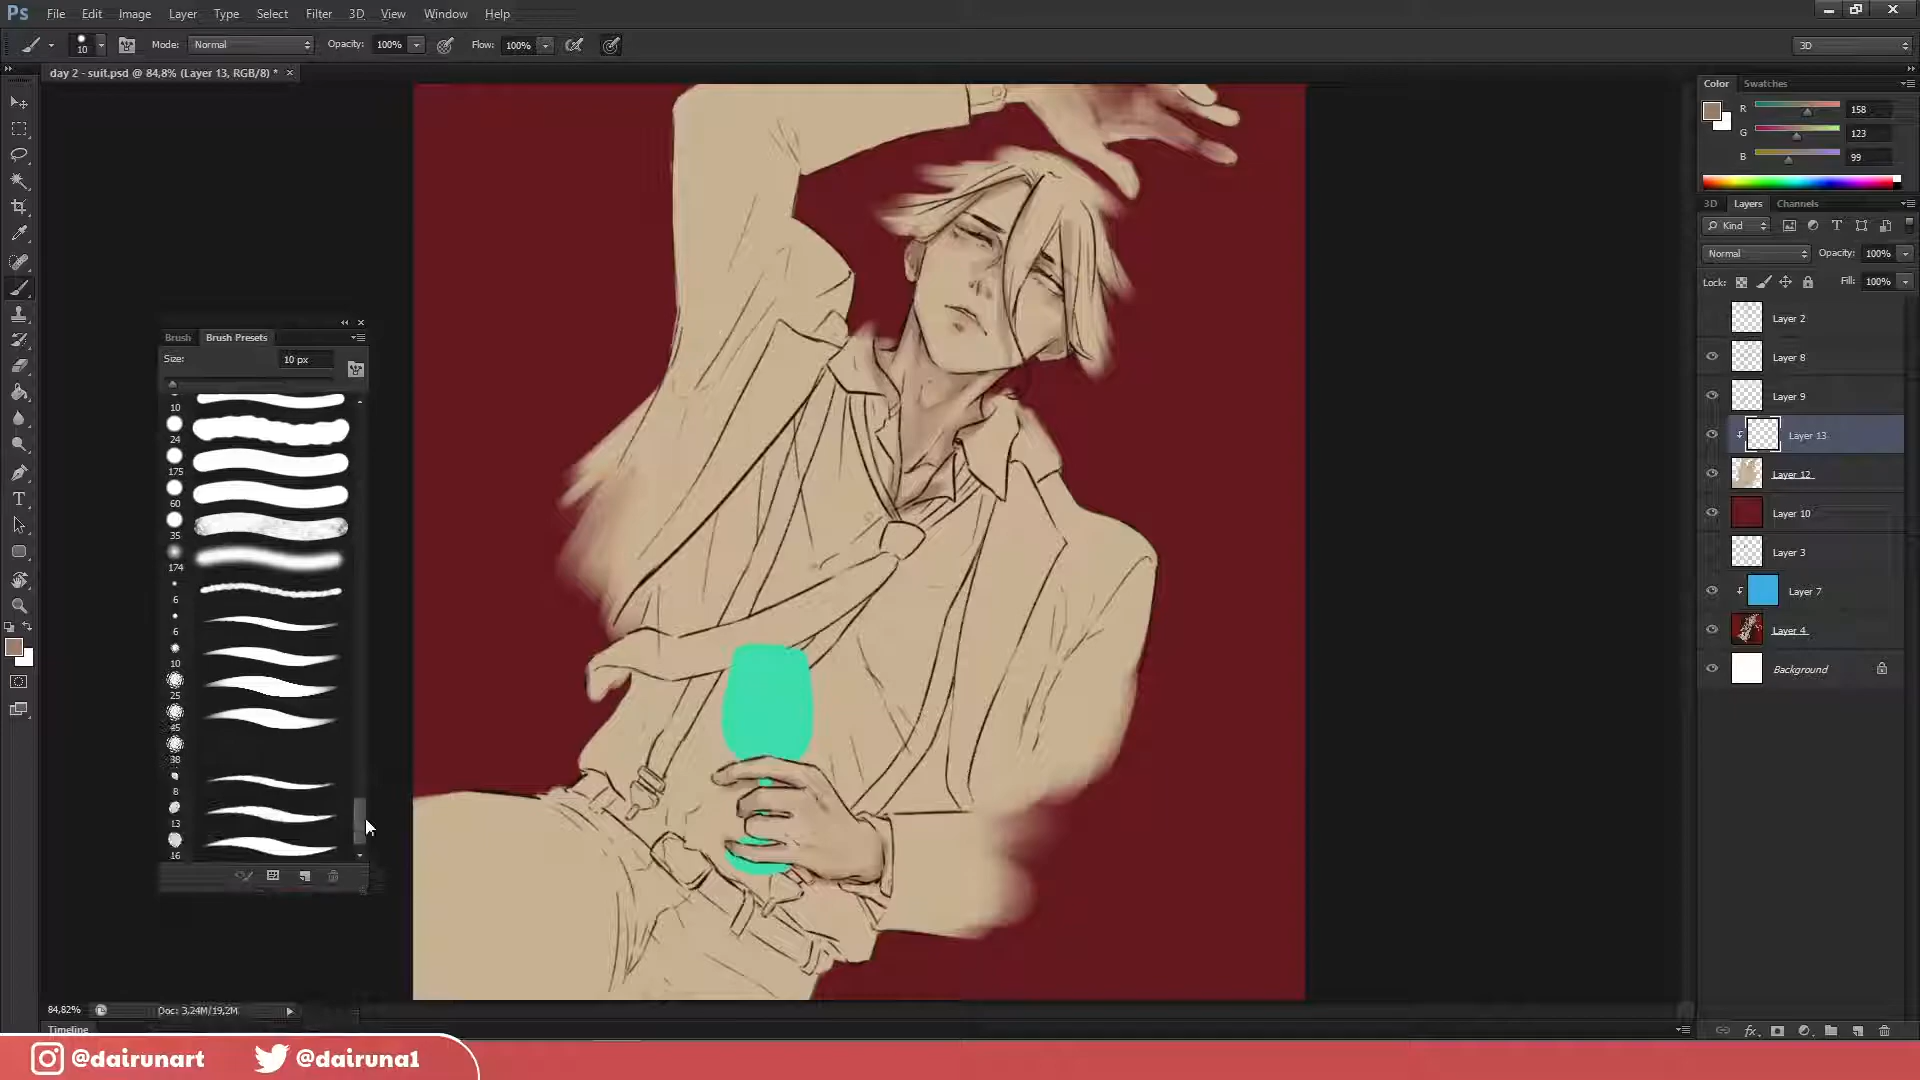 Ps File Edit Image Layer Type Select Filter 3D View Window Help
10 Mode: Normal Opacity: 100% Flow: 100% 3D
day 2 - suit.psd @ 84,8% (Layer 13, RGB/8) *
Color Swatches
R 158
G 123
B 99
3D Layers Channels
Kind
Normal Opacity: 100%
Lock: Fill: 100%
Layer 2
Layer 8
Layer 9
Layer 13
Layer 12
Layer 10
Layer 3
Layer 7
Layer 4
Background
Brush Brush Presets
Size: 10 px
10
24
175
60
35
174
6
6
10
25
45
38
8
13
16
84,82% Doc: 3,24M/19,2M
Timeline
@dairunart @dairuna1